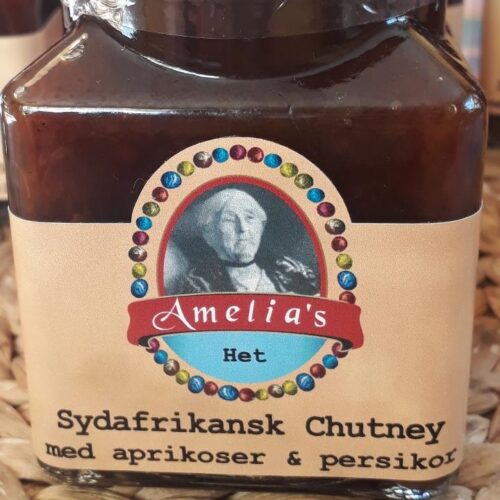 Amelia's
Het
Sydafrikansk Chutney
med aprikoser & persikor